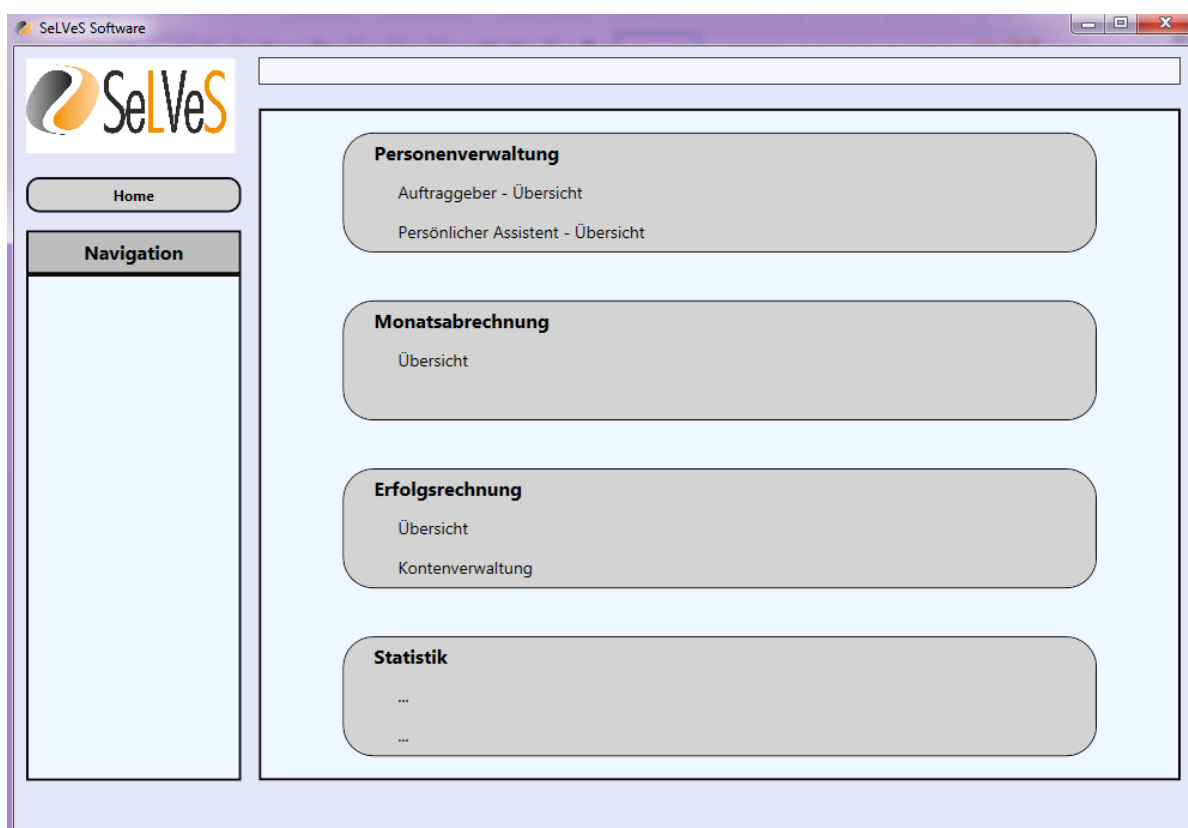 SeLVeS Software
SeLVeS
Home
Navigation
Personenverwaltung
Auftraggeber - Übersicht
Persönlicher Assistent - Übersicht
Monatsabrechnung
Übersicht
Erfolgsrechnung
Übersicht
Kontenverwaltung
Statistik
...
...